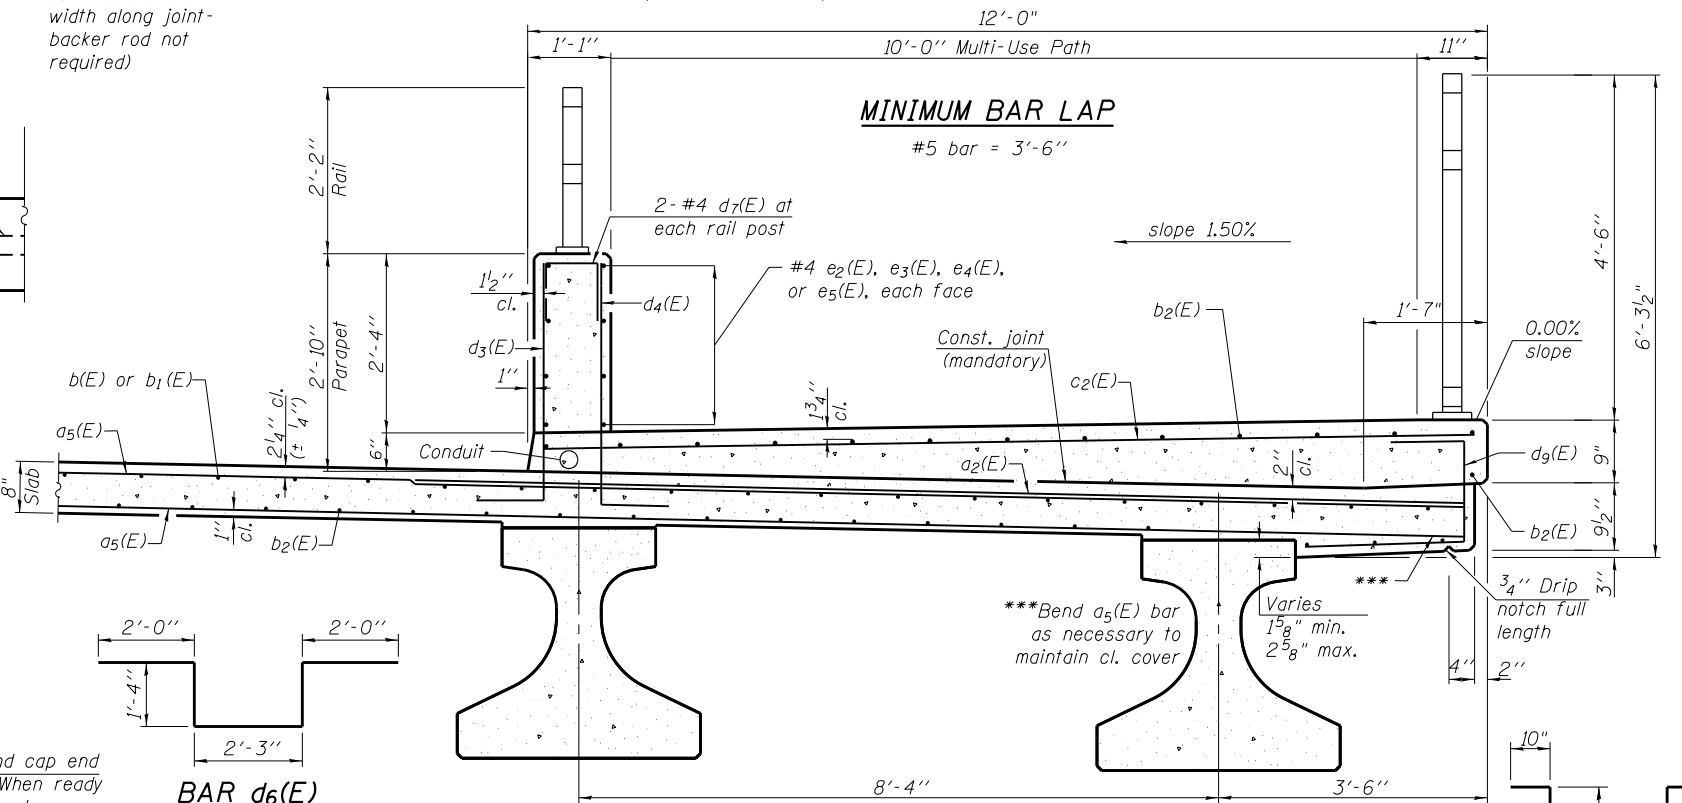 width along joint-
backer rod not
required)
12'-0"
1'-1"
10'-0" Multi-Use Path
11"
MINIMUM BAR LAP
#5 bar = 3'-6"
2'-2"
Rail
2-#4 d7(E) at
each rail post
slope 1.50%
4'-6"
6'-3½"
1½"
cl.
#4 e2(E), e3(E), e4(E),
or e5(E), each face
d4(E)
b2(E)
1'-7"
0.00%
slope
2'-10"
Parapet
2'-4"
d3(E)
Const. joint
(mandatory)
1"
c2(E)
1¾"
cl.
b(E) or b1(E)
2¼" cl.
(± ¼")
a5(E)
6"
Conduit
a2(E)
2"
cl.
d9(E)
9"
8"
Slab
a5(E)
1"
cl.
b2(E)
9½"
b2(E)
3"
***
¾" Drip
notch full
length
***Bend a5(E) bar
as necessary to
maintain cl. cover
Varies
1⅝" min.
2⅝" max.
4"
2"
2'-0"
2'-0"
1'-4"
2'-3"
BAR d6(E)
nd cap end
When ready
8'-4"
3'-6"
10"